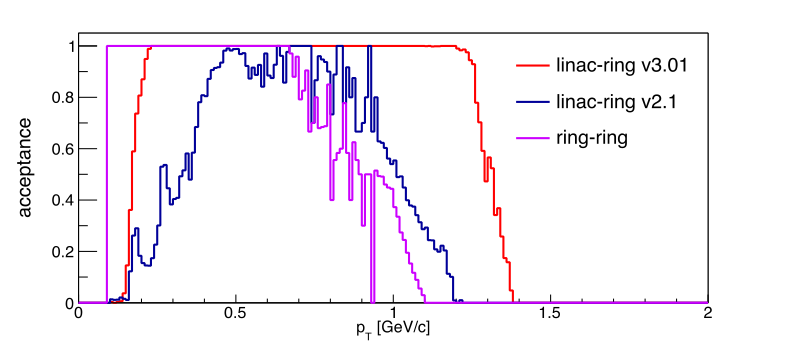 1
0.8
0.6
0.4
0.2
0
acceptance
linac-ring v3.01
linac-ring v2.1
ring-ring
0 0.5 1 1.5 2
p_T [GeV/c]